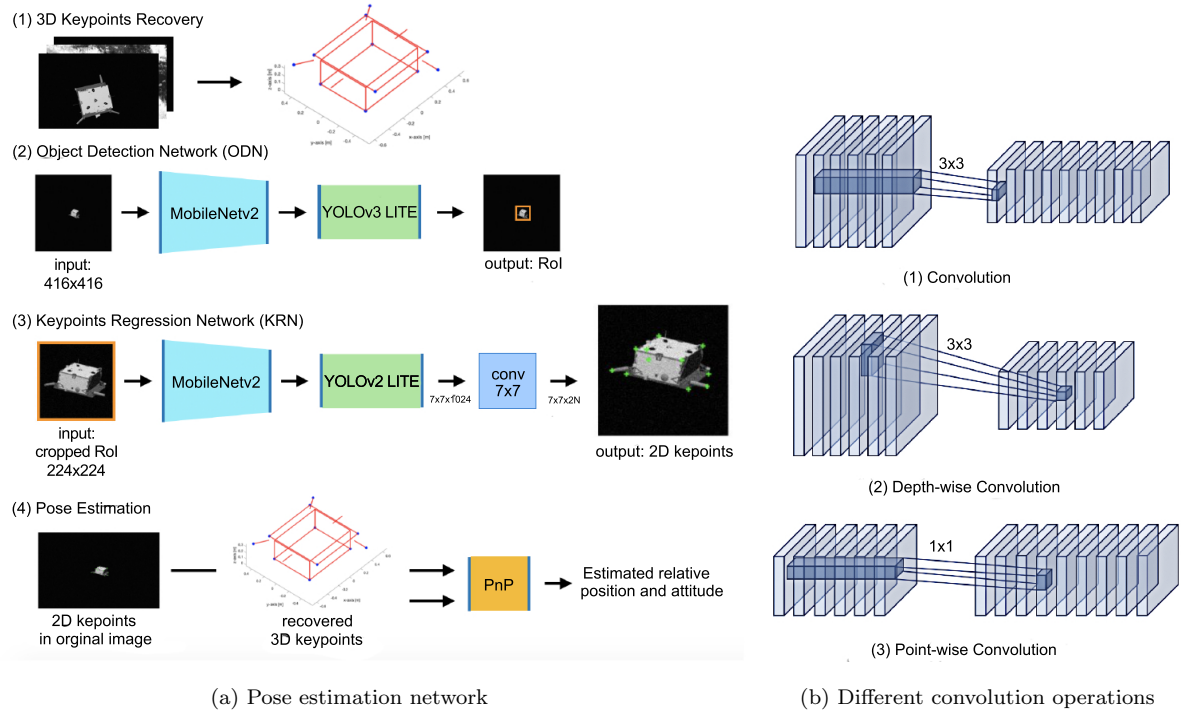 (1) 3D Keypoints Recovery
z-axis [m]
y-axis [m]
x-axis [m]
(2) Object Detection Network (ODN)
MobileNetv2
YOLOv3 LITE
input:
416x416
output: RoI
(3) Keypoints Regression Network (KRN)
MobileNetv2
YOLOv2 LITE
7x7x1024
conv
7x7
7x7x2N
input:
cropped RoI
224x224
output: 2D kepoints
(4) Pose Estimation
PnP
Estimated relative
position and attitude
2D kepoints
in orginal image
recovered
3D keypoints
(a) Pose estimation network
3x3
(1) Convolution
3x3
(2) Depth-wise Convolution
1x1
(3) Point-wise Convolution
(b) Different convolution operations